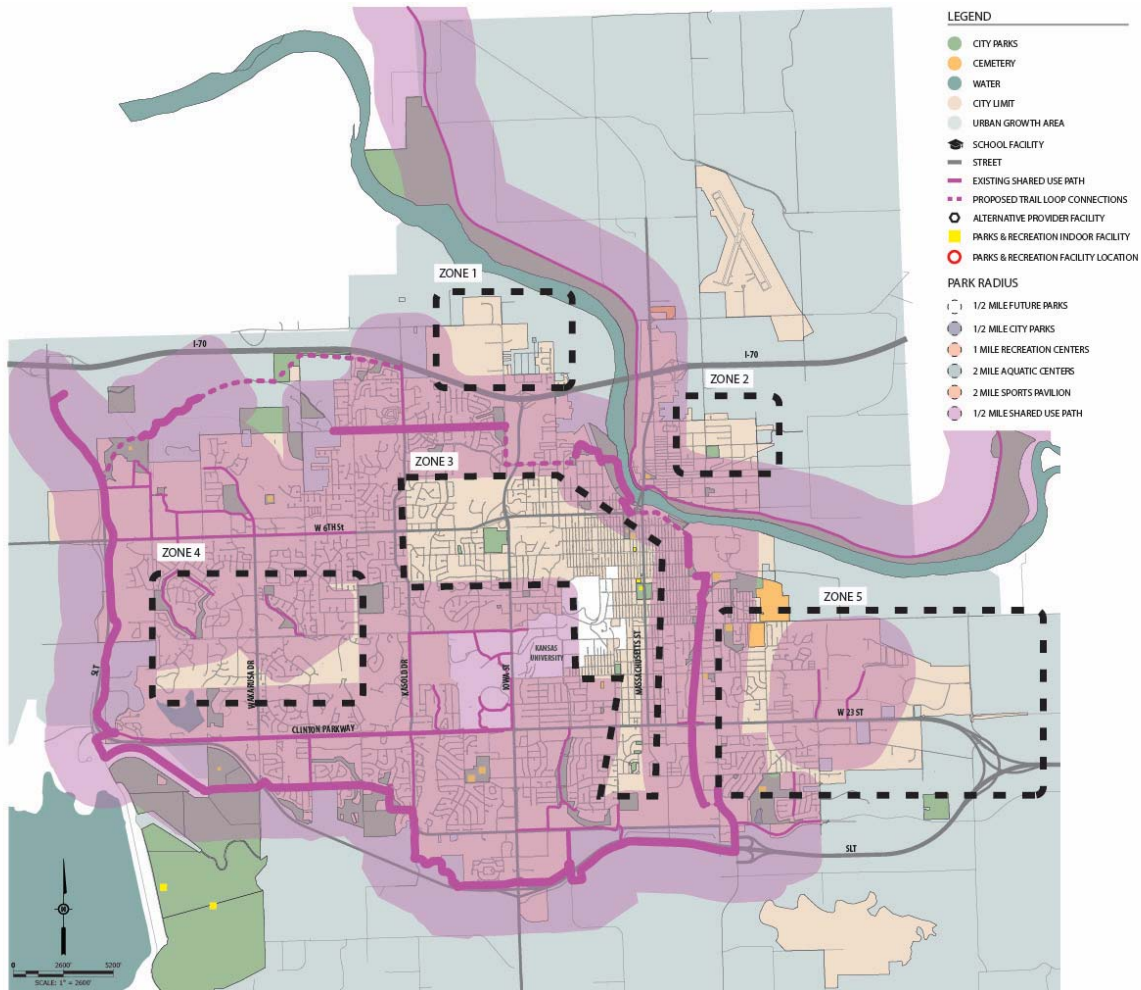 LEGEND
CITY PARKS
CEMETERY
WATER
CITY LIMIT
URBAN GROWTH AREA
SCHOOL FACILITY
STREET
EXISTING SHARED USE PATH
PROPOSED TRAIL LOOP CONNECTIONS
ALTERNATIVE PROVIDER FACILITY
PARKS & RECREATION INDOOR FACILITY
PARKS & RECREATION FACILITY LOCATION
PARK RADIUS
1/2 MILE FUTURE PARKS
1/2 MILE CITY PARKS
1 MILE RECREATION CENTERS
2 MILE AQUATIC CENTERS
2 MILE SPORTS PAVILION
1/2 MILE SHARED USE PATH
ZONE 1
I-70
I-70
ZONE 2
ZONE 3
W 6TH St
ZONE 4
ZONE 5
KANSAS
UNIVERSITY
SLT
WAKARUSA DR
KASOLD DR
IOWA ST
MASSACHUSETTS ST
W 23 ST
CLINTON PARKWAY
SLT
N
0 2600' 5200'
SCALE: 1" = 2600'